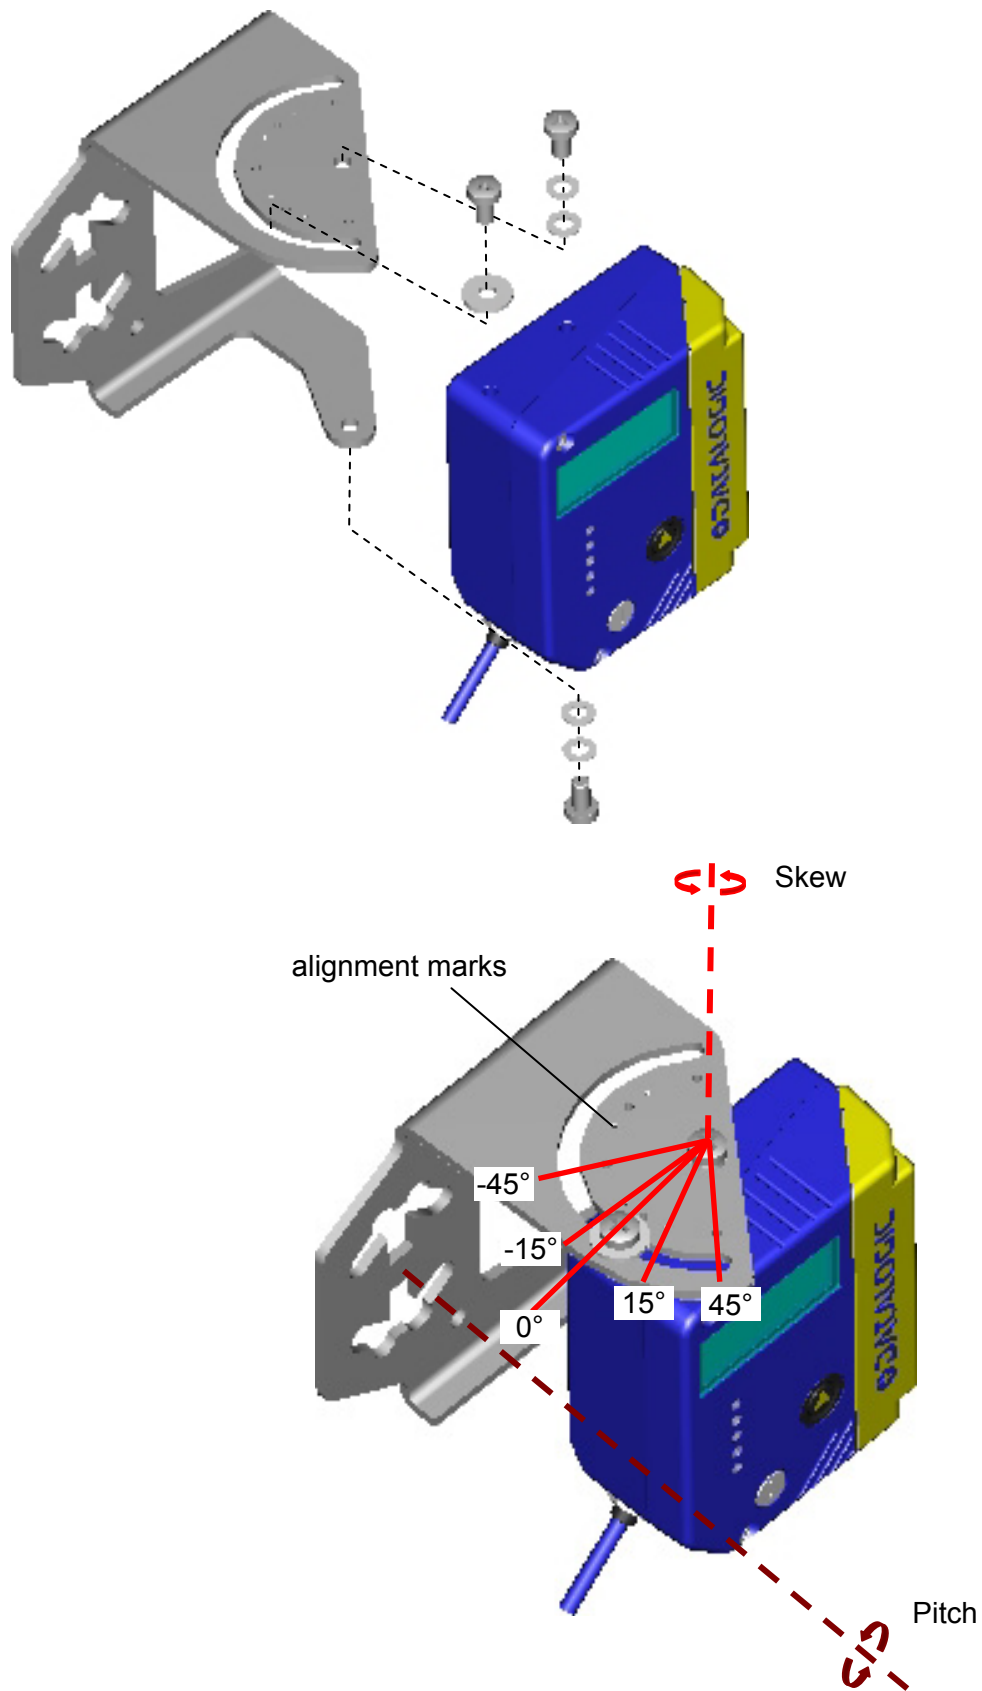 DATALOGIC
Skew
alignment marks
-45°
-15°
0°
15°
45°
DATALOGIC
Pitch